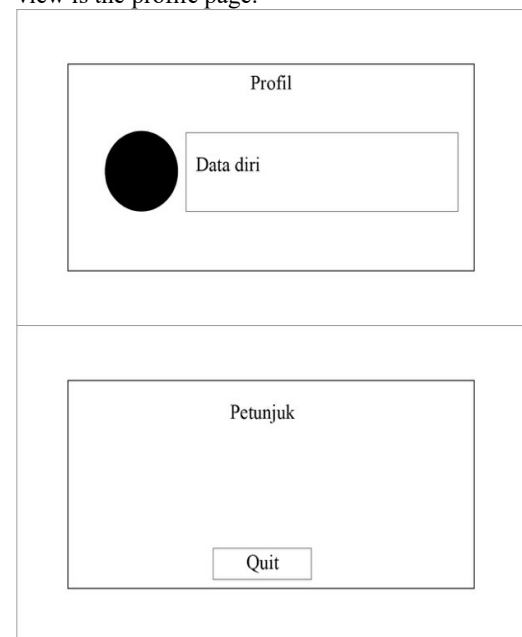 view is the profile page.
Profil
Data diri
Petunjuk
Quit